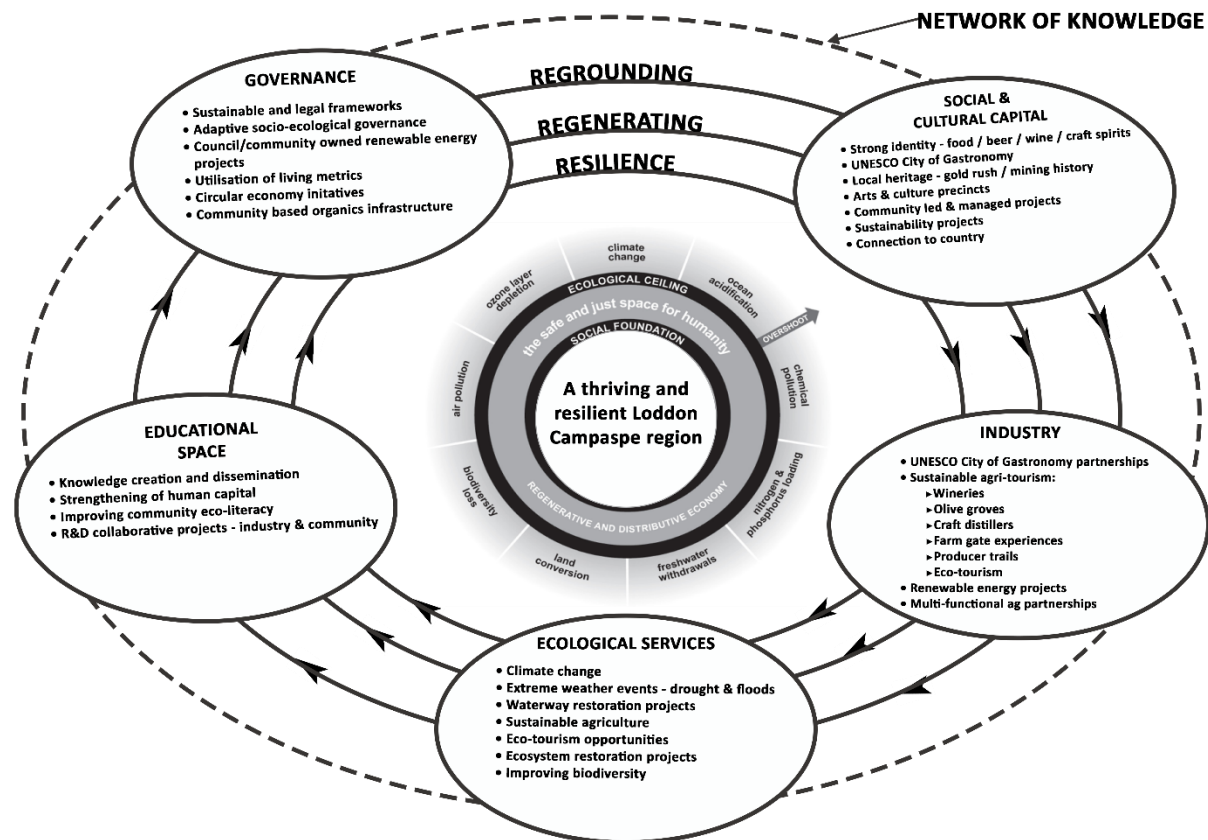 NETWORK OF KNOWLEDGE
GOVERNANCE
• Sustainable and legal frameworks
• Adaptive socio-ecological governance
• Council/community owned renewable energy
projects
• Utilisation of living metrics
• Circular economy initatives
• Community based organics infrastructure
REGROUNDING
REGENERATING
RESILIENCE
SOCIAL &
CULTURAL CAPITAL
• Strong identity - food / beer / wine / craft spirits
• UNESCO City of Gastronomy
• Local heritage - gold rush / mining history
• Arts & culture precincts
• Community led & managed projects
• Sustainability projects
• Connection to country
climate
change
ocean
acidification
chemical
pollution
nitrogen &
phosphorus loading
freshwater
withdrawals
land
conversion
biodiversity
loss
air pollution
ozone layer
depletion
OVERSHOOT
ECOLOGICAL CEILING
the safe and just space for humanity
SOCIAL FOUNDATION
A thriving and
resilient Loddon
Campaspe region
REGENERATIVE AND DISTRIBUTIVE ECONOMY
EDUCATIONAL
SPACE
• Knowledge creation and dissemination
• Strengthening of human capital
• Improving community eco-literacy
• R&D collaborative projects - industry & community
INDUSTRY
• UNESCO City of Gastronomy partnerships
• Sustainable agri-tourism:
▸Wineries
▸Olive groves
▸Craft distillers
▸Farm gate experiences
▸Producer trails
▸Eco-tourism
• Renewable energy projects
• Multi-functional ag partnerships
ECOLOGICAL SERVICES
• Climate change
• Extreme weather events - drought & floods
• Waterway restoration projects
• Sustainable agriculture
• Eco-tourism opportunities
• Ecosystem restoration projects
• Improving biodiversity